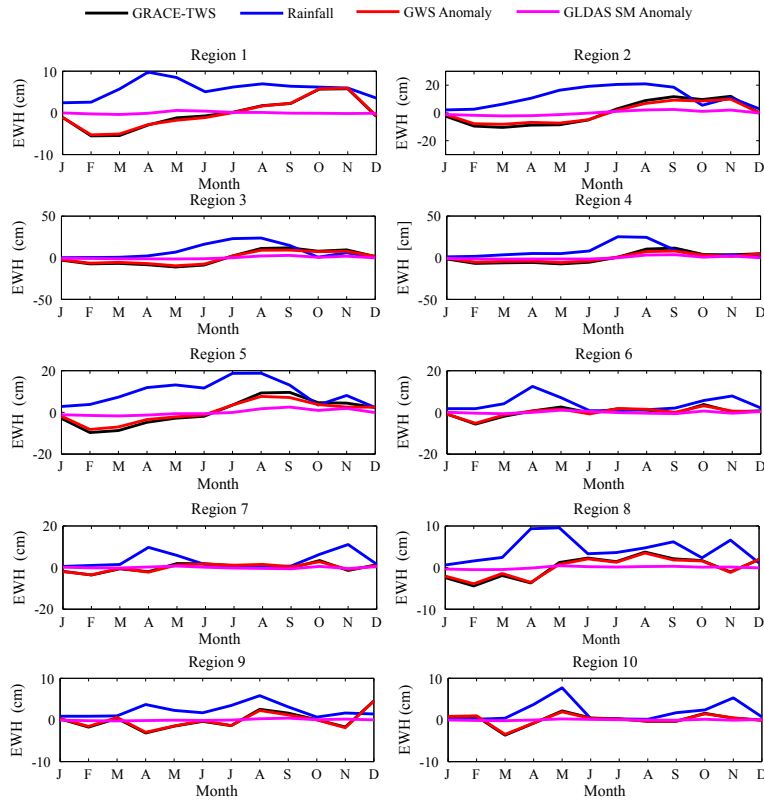 GRACE-TWS Rainfall GWS Anomaly GLDAS SM Anomaly
Region 1
EWH (cm)
10
0
-10
J F M A M J J A S O N D
Month
Region 2
EWH (cm)
20
0
-20
J F M A M J J A S O N D
Month
Region 3
EWH (cm)
50
0
-50
J F M A M J J A S O N D
Month
Region 4
EWH [cm]
50
0
-50
J F M A M J J A S O N D
Month
Region 5
EWH (cm)
20
0
-20
J F M A M J J A S O N D
Month
Region 6
EWH (cm)
20
0
-20
J F M A M J J A S O N D
Month
Region 7
EWH (cm)
20
0
-20
J F M A M J J A S O N D
Month
Region 8
EWH (cm)
10
0
-10
J F M A M J J A S O N D
Month
Region 9
EWH (cm)
10
0
-10
J F M A M J J A S O N D
Month
Region 10
EWH (cm)
10
0
-10
J F M A M J J A S O N D
Month